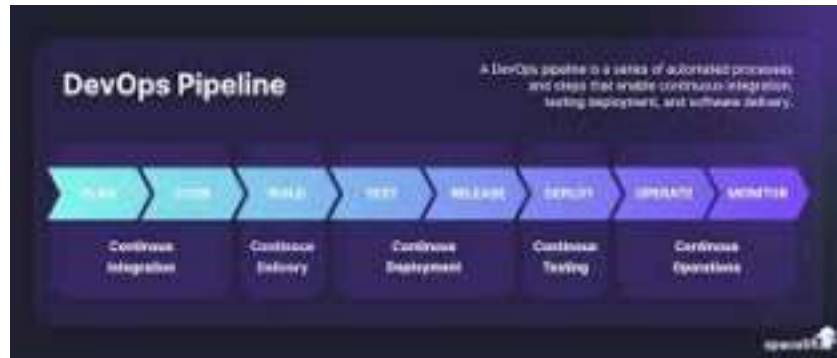 DevOps Pipeline
A DevOps pipeline is a series of automated processes
and steps that enable continuous integration,
testing deployment, and software delivery.
PLAN
CODE
BUILD
TEST
RELEASE
DEPLOY
OPERATE
MONITOR
Continous
Integration
Continous
Delivery
Continous
Deployment
Continous
Testing
Continous
Operations